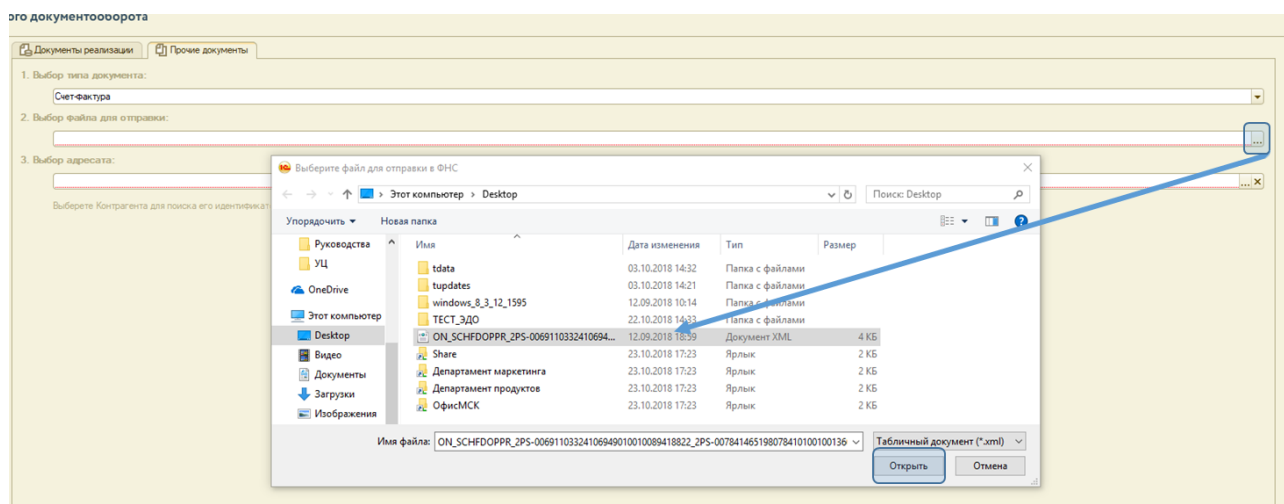 ого документооборота
Документы реализации Прочие документы
1. Выбор типа документа:
Счет-фактура
2. Выбор файла для отправки:
...
3. Выбор адресата:
... x
Выберете Контрагента для поиска его идентификат
Выберите файл для отправки в ФНС
Этот компьютер > Desktop
Поиск: Desktop
Упорядочить Новая папка
Имя Дата изменения Тип Размер
Руководства
УЦ
OneDrive
Этот компьютер
Desktop
Видео
Документы
Загрузки
Изображения
tdata 03.10.2018 14:32 Папка с файлами
tupdates 03.10.2018 14:21 Папка с файлами
windows_8_3_12_1595 12.09.2018 10:14 Папка с файлами
ТЕСТ_ЭДО 22.10.2018 14:33 Папка с файлами
ON_SCHFDOPPR_2PS-0069110332410694... 12.09.2018 18:59 Документ XML 4 КБ
Share 23.10.2018 17:23 Ярлык 2 КБ
Департамент маркетинга 23.10.2018 17:23 Ярлык 2 КБ
Департамент продуктов 23.10.2018 17:23 Ярлык 2 КБ
ОфисМСК 23.10.2018 17:23 Ярлык 2 КБ
Имя файла: ON_SCHFDOPPR_2PS-00691103324106949010010089418822_2PS-00784146519807841010010013б Табличный документ (*.xml)
Открыть Отмена